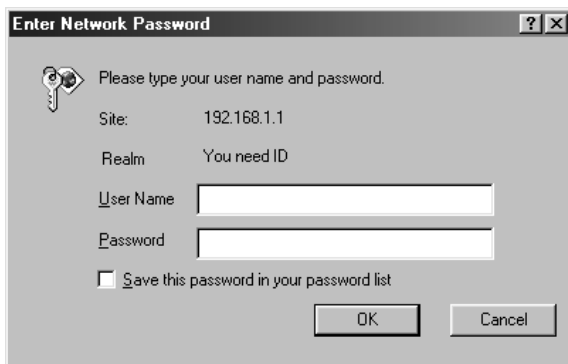 Enter Network Password
Please type your user name and password.
Site: 192.168.1.1
Realm You need ID
User Name
Password
Save this password in your password list
OK Cancel